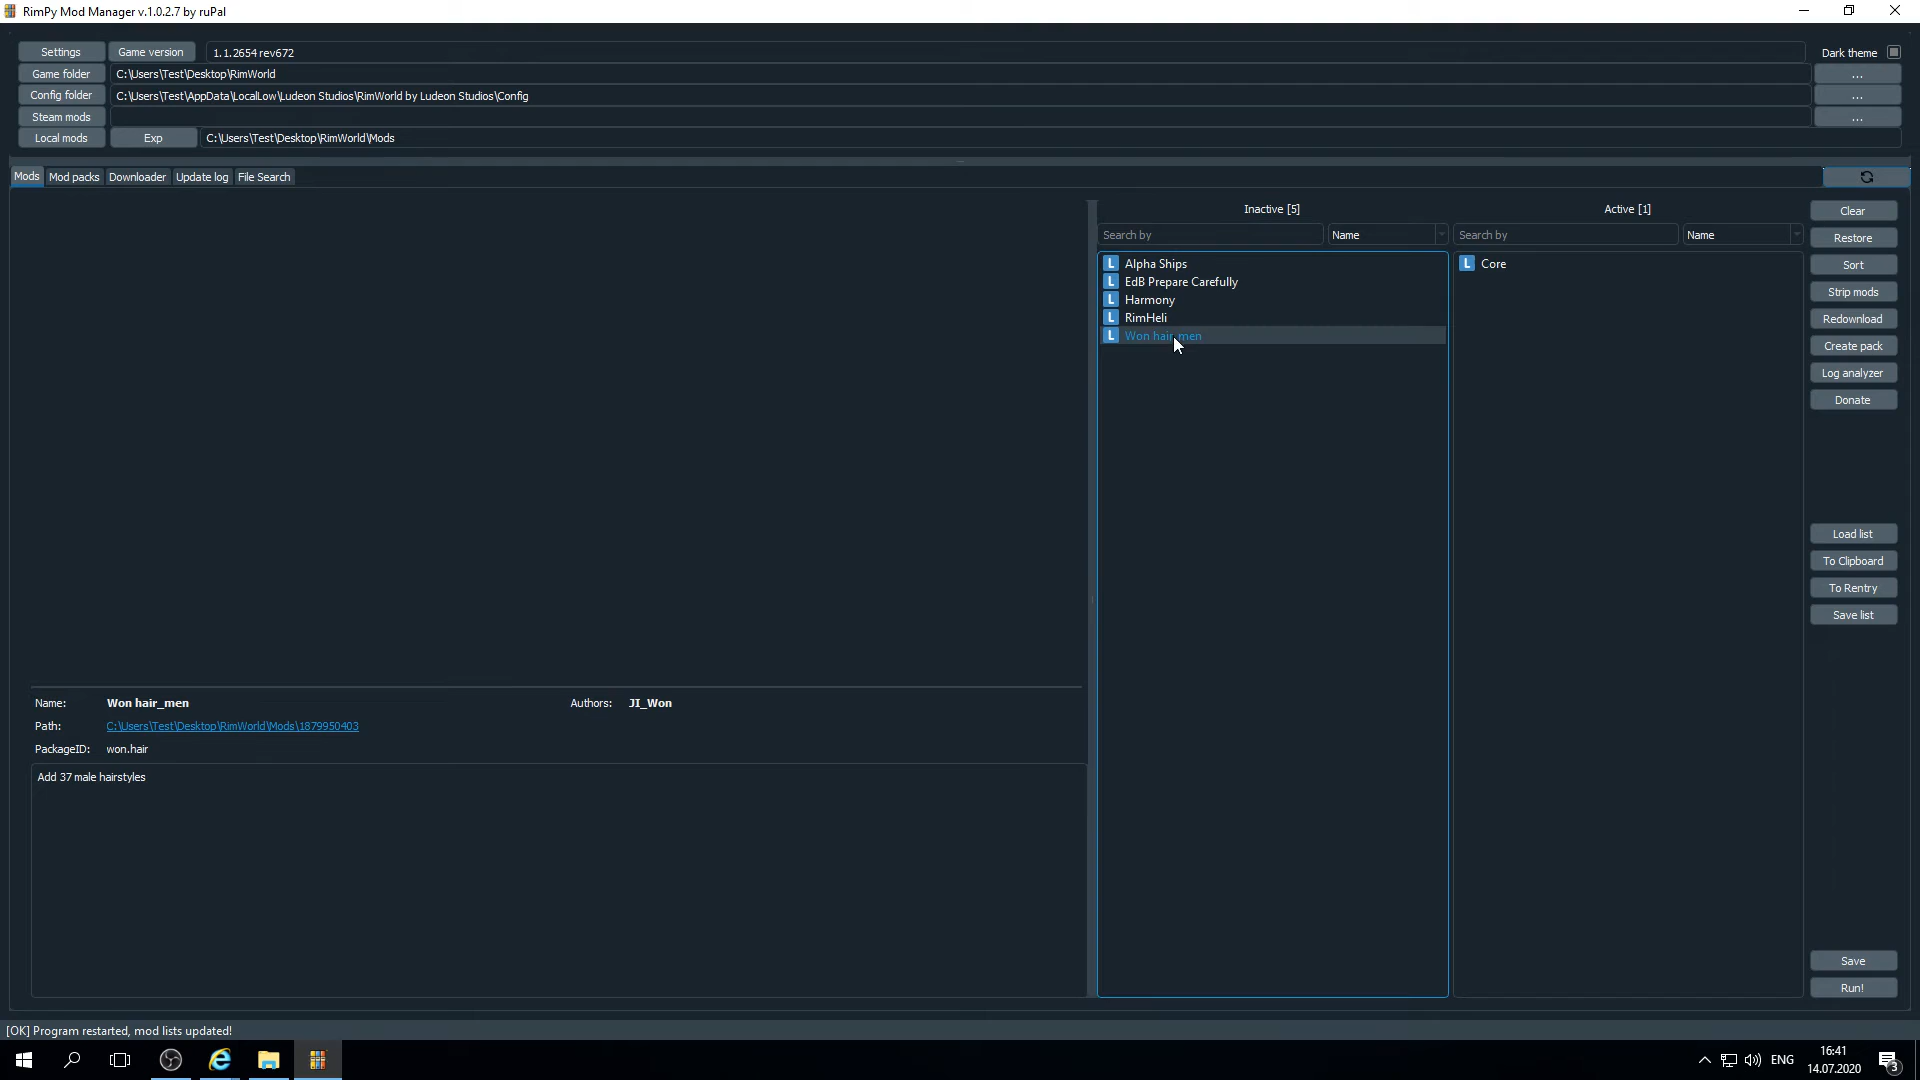 RimPy Mod Manager v.1.0.2.7 by ruPal
Settings
Game version
1.1.2654 rev672
Dark theme
Game folder
C:\Users\Test\Desktop\RimWorld
...
Config folder
C:\Users\Test\AppData\LocalLow\Ludeon Studios\RimWorld by Ludeon Studios\Config
...
Steam mods
...
Local mods
Exp
C:\Users\Test\Desktop\RimWorld\Mods
Mods
Mod packs
Downloader
Update log
File Search
Inactive [5]
Active [1]
Search by
Name
Search by
Name
L Alpha Ships
L EdB Prepare Carefully
L Harmony
L RimHeli
L Won hair_men
L Core
Clear
Restore
Sort
Strip mods
Redownload
Create pack
Log analyzer
Donate
Load list
To Clipboard
To Rentry
Save list
Save
Run!
Name: Won hair_men
Authors: JI_Won
Path: C:\Users\Test\Desktop\RimWorld\Mods\1879950403
PackageID: won.hair
Add 37 male hairstyles
[OK] Program restarted, mod lists updated!
ENG
16:41
14.07.2020
3